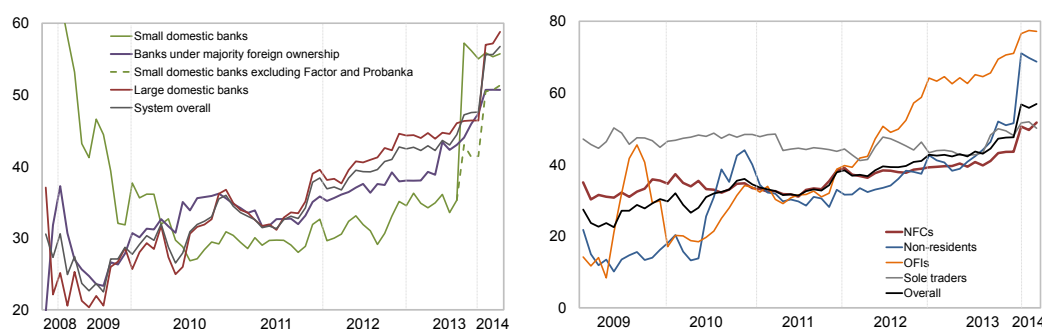 60
50
40
30
20
Small domestic banks
Banks under majority foreign ownership
Small domestic banks excluding Factor and Probanka
Large domestic banks
System overall
2008 2009 2010 2011 2012 2013 2014
80
60
40
20
0
NFCs
Non-residents
OFIs
Sole traders
Overall
2009 2010 2011 2012 2013 2014